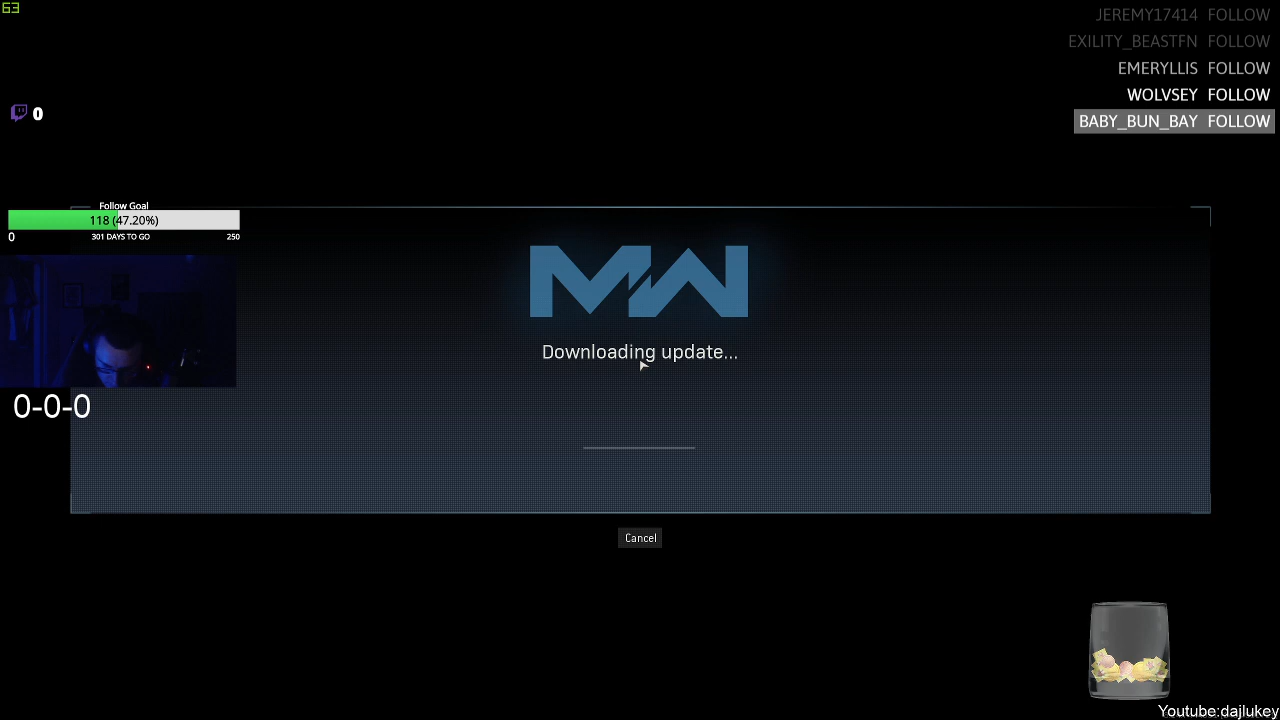 63
JEREMY17414 FOLLOW
EXILITY_BEASTFN FOLLOW
EMERYLLIS FOLLOW
WOLVSEY FOLLOW
BABY_BUN_BAY FOLLOW
0
Follow Goal
118 (47.20%)
0 301 DAYS TO GO 250
MW
Downloading update...
0-0-0
Cancel
Youtube:dajlukey